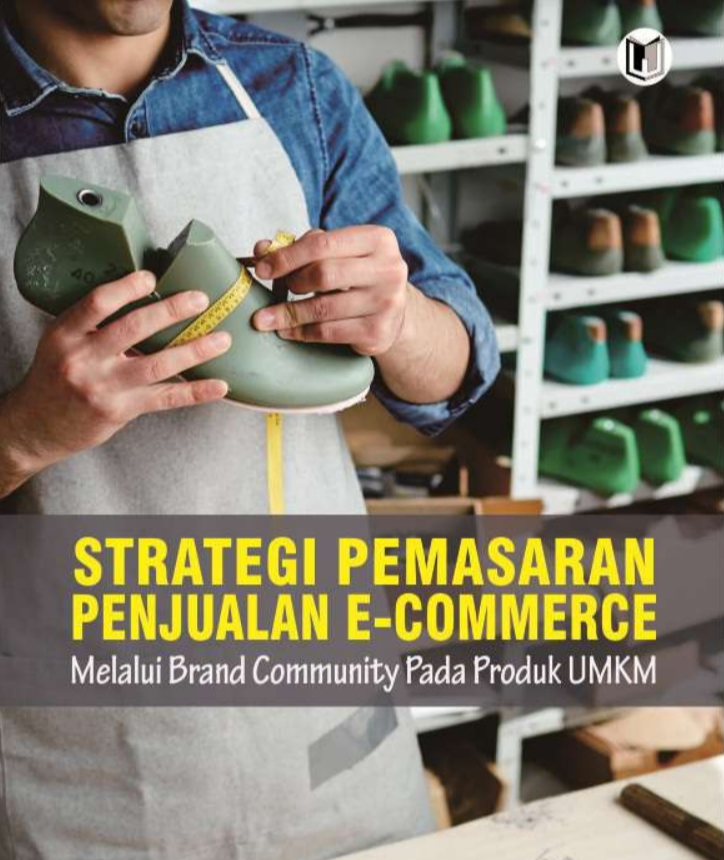 STRATEGI PEMASARAN
PENJUALAN E-COMMERCE
Melalui Brand Community Pada Produk UMKM